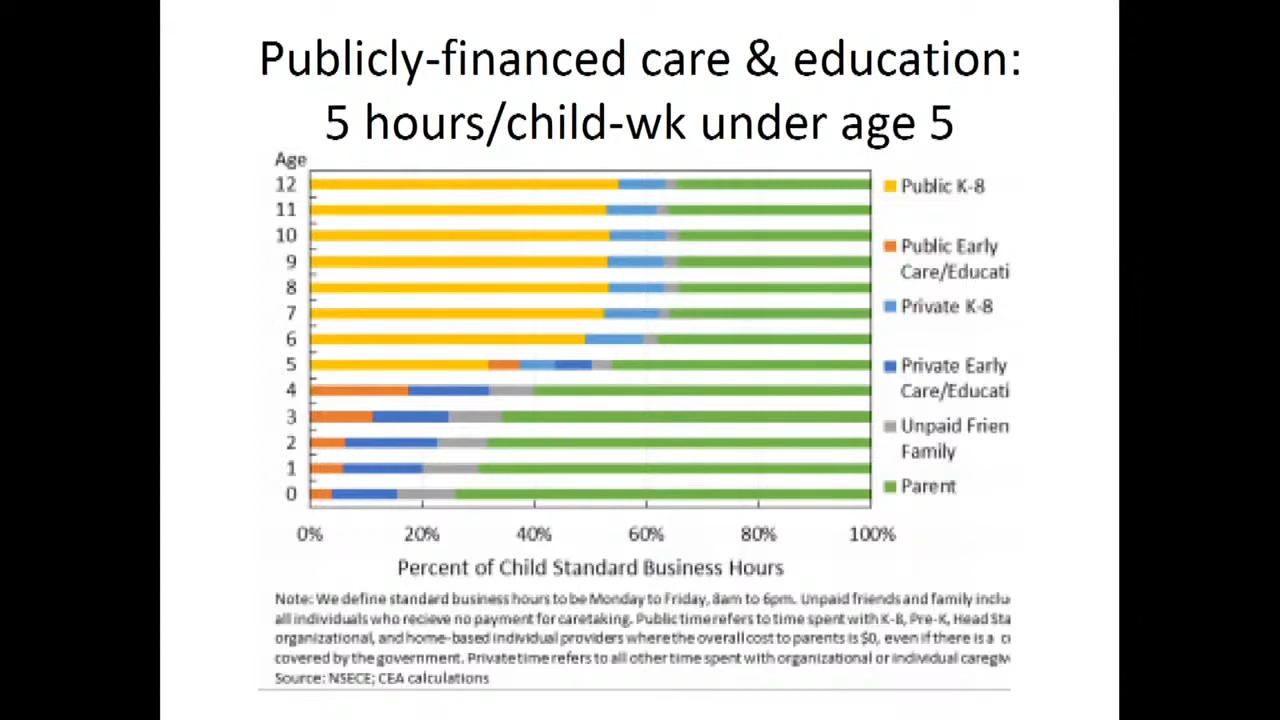 Publicly-financed care & education:
5 hours/child-wk under age 5
Age
12
11
10
9
8
7
6
5
4
3
2
1
0
0% 20% 40% 60% 80% 100%
Percent of Child Standard Business Hours
Public K-8
Public Early
Care/Educati
Private K-8
Private Early
Care/Educati
Unpaid Frien
Family
Parent
Note: We define standard business hours to be Monday to Friday, 8am to 6pm. Unpaid friends and family inclu
all individuals who recieve no payment for caretaking. Public time refers to time spent with K-8, Pre-K, Head Sta
organizational, and home-based individual providers where the overall cost to parents is $0, even if there is a
covered by the government. Private time refers to all other time spent with organizational or individual caregiv
Source: NSECE; CEA calculations